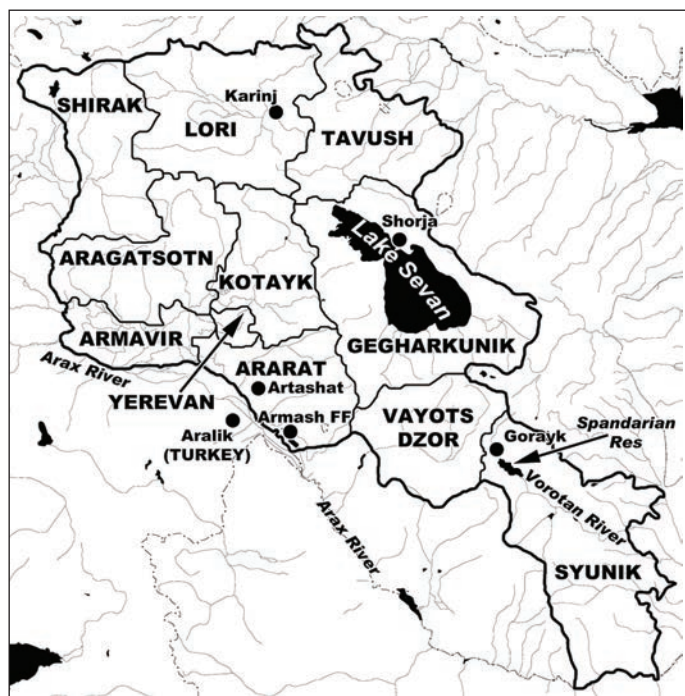 SHIRAK
Karinj
LORI
TAVUSH
Shorja
Lake Sevan
ARAGATSOTN
KOTAYK
ARMAVIR
GEGHARKUNIK
Arax River
ARARAT
Artashat
YEREVAN
Armash FF
VAYOTS
DZOR
Aralik
(TURKEY)
Gorayk
Spandarian
Res
Vorotan River
Arax River
SYUNIK